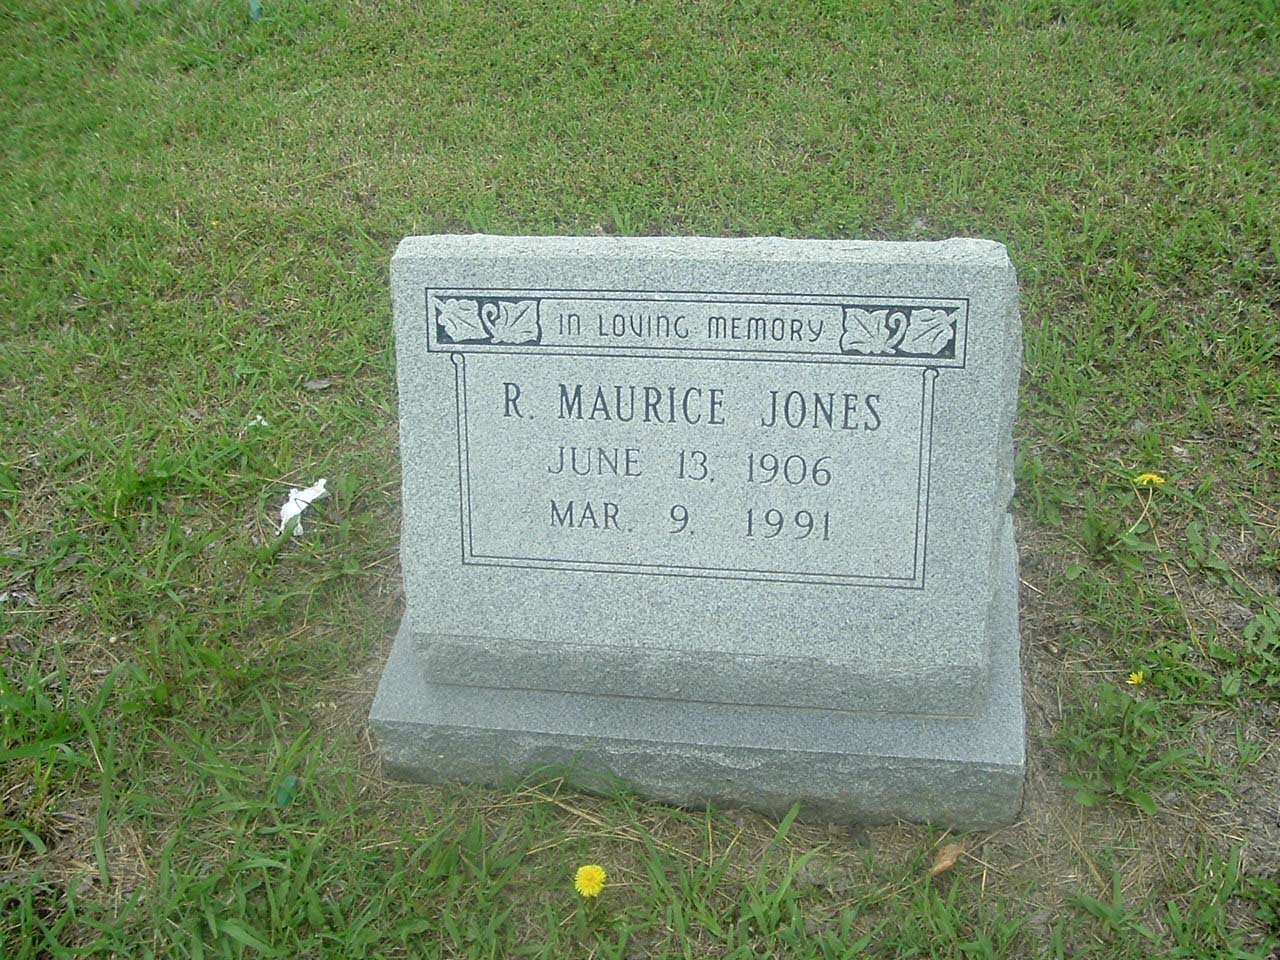 IN LOVING MEMORY
R. MAURICE JONES
JUNE 13, 1906
MAR. 9, 1991